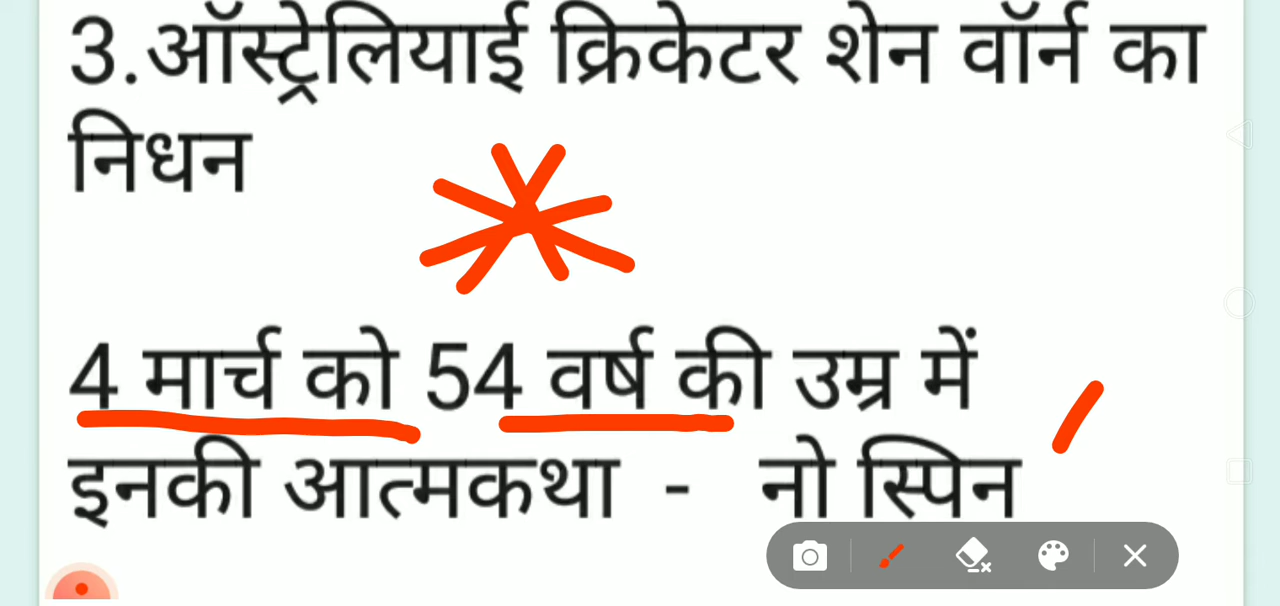 3.ऑस्ट्रेलियाई क्रिकेटर शेन वॉर्न का
निधन
4 मार्च को 54 वर्ष की उम्र में
इनकी आत्मकथा - नो स्पिन